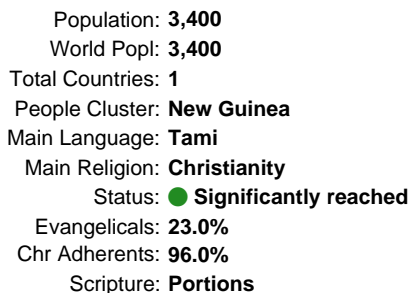 Population: 3,400
World Popl: 3,400
Total Countries: 1
People Cluster: New Guinea
Main Language: Tami
Main Religion: Christianity
Status: Significantly reached
Evangelicals: 23.0%
Chr Adherents: 96.0%
Scripture: Portions